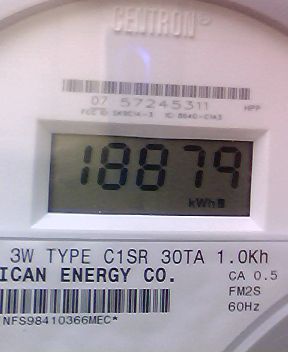 CENTRON®
07 57245311 HPP
18879
kWh
3W TYPE C1SR 30TA 1.0Kh
ICAN ENERGY CO. CA 0.5
FM2S
60Hz
NFS98410366MEC*